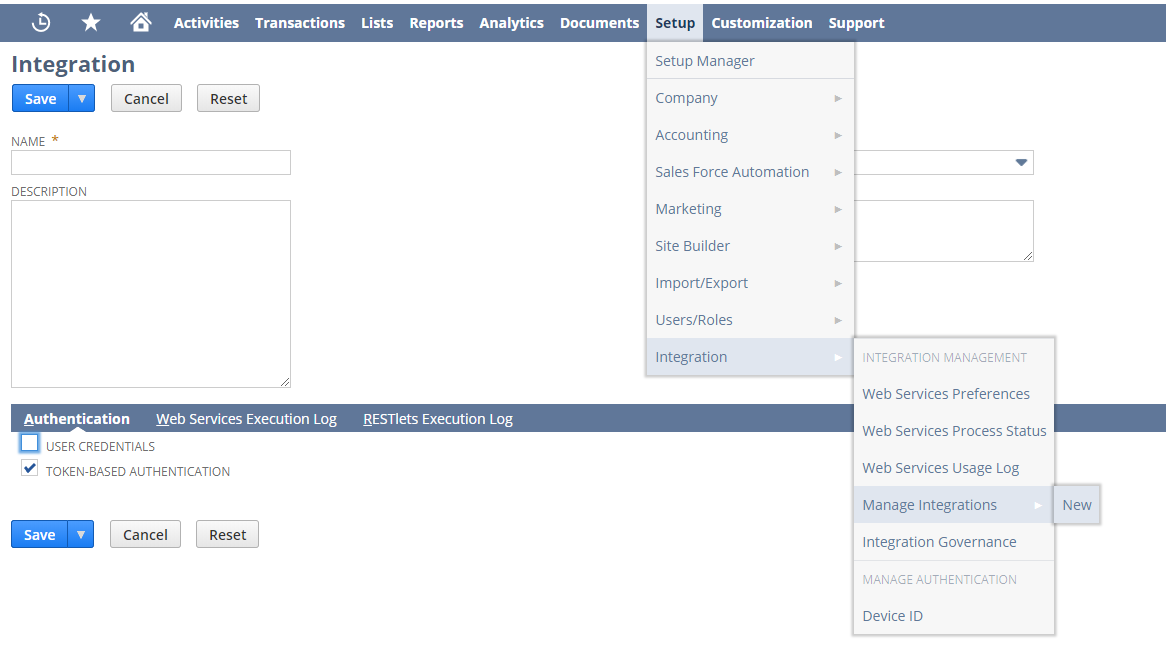 Activities Transactions Lists Reports Analytics Documents Setup Customization Support
Integration
Save Cancel Reset
NAME *
DESCRIPTION
Setup Manager
Company
Accounting
Sales Force Automation
Marketing
Site Builder
Import/Export
Users/Roles
Integration
INTEGRATION MANAGEMENT
Web Services Preferences
Web Services Process Status
Web Services Usage Log
Manage Integrations New
Integration Governance
MANAGE AUTHENTICATION
Device ID
Authentication Web Services Execution Log RESTlets Execution Log
USER CREDENTIALS
TOKEN-BASED AUTHENTICATION
Save Cancel Reset